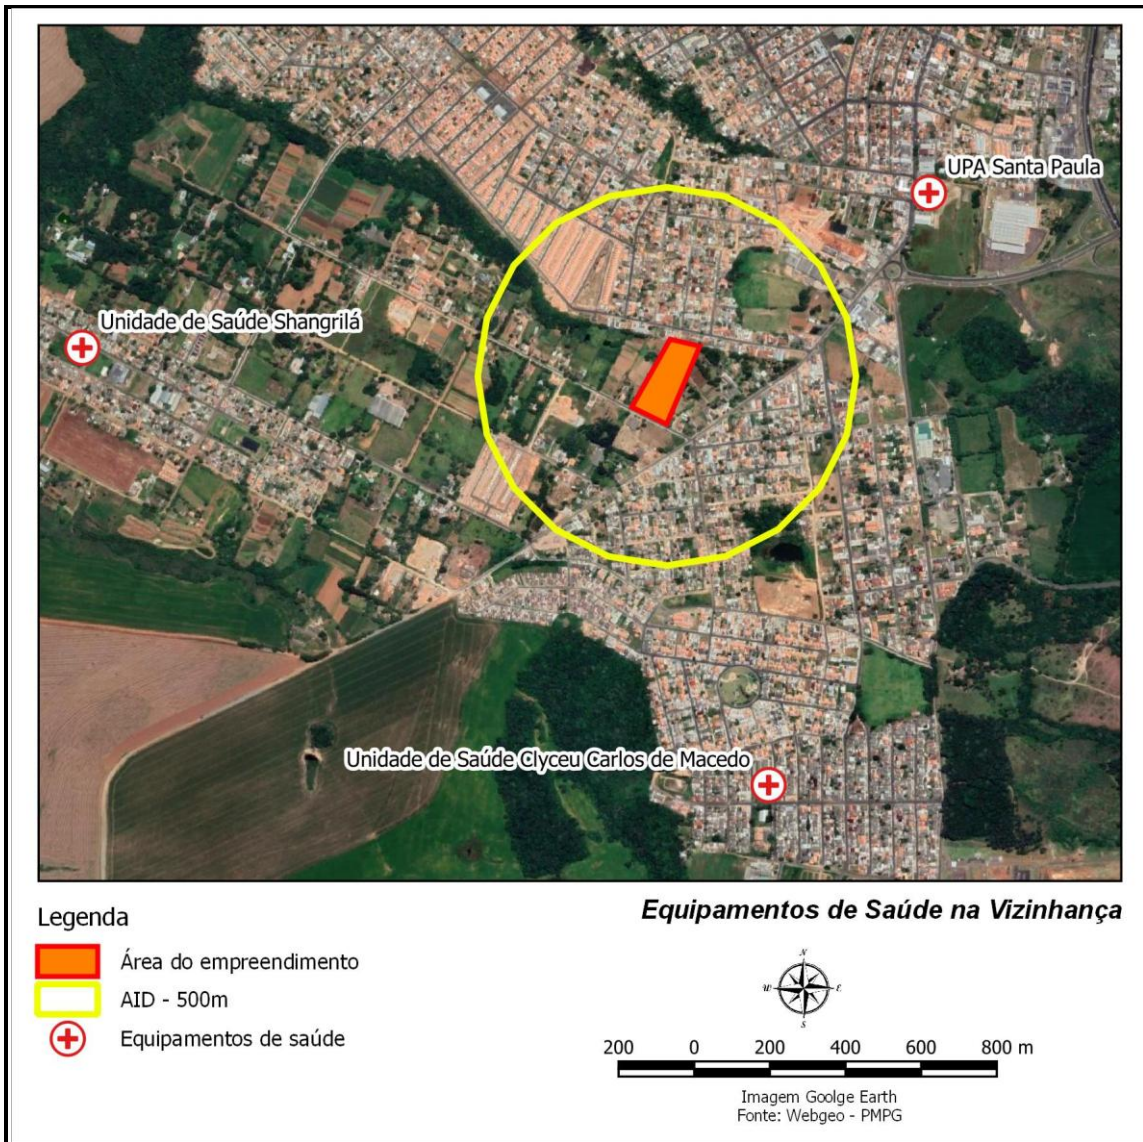 UPA Santa Paula
Unidade de Saúde Shangrilá
Unidade de Saúde Clyceu Carlos de Macedo
Legenda
Equipamentos de Saúde na Vizinhança
Área do empreendimento
AID - 500m
Equipamentos de saúde
N
W E
S
200 0 200 400 600 800 m
Imagem Goolge Earth
Fonte: Webgeo - PMPG